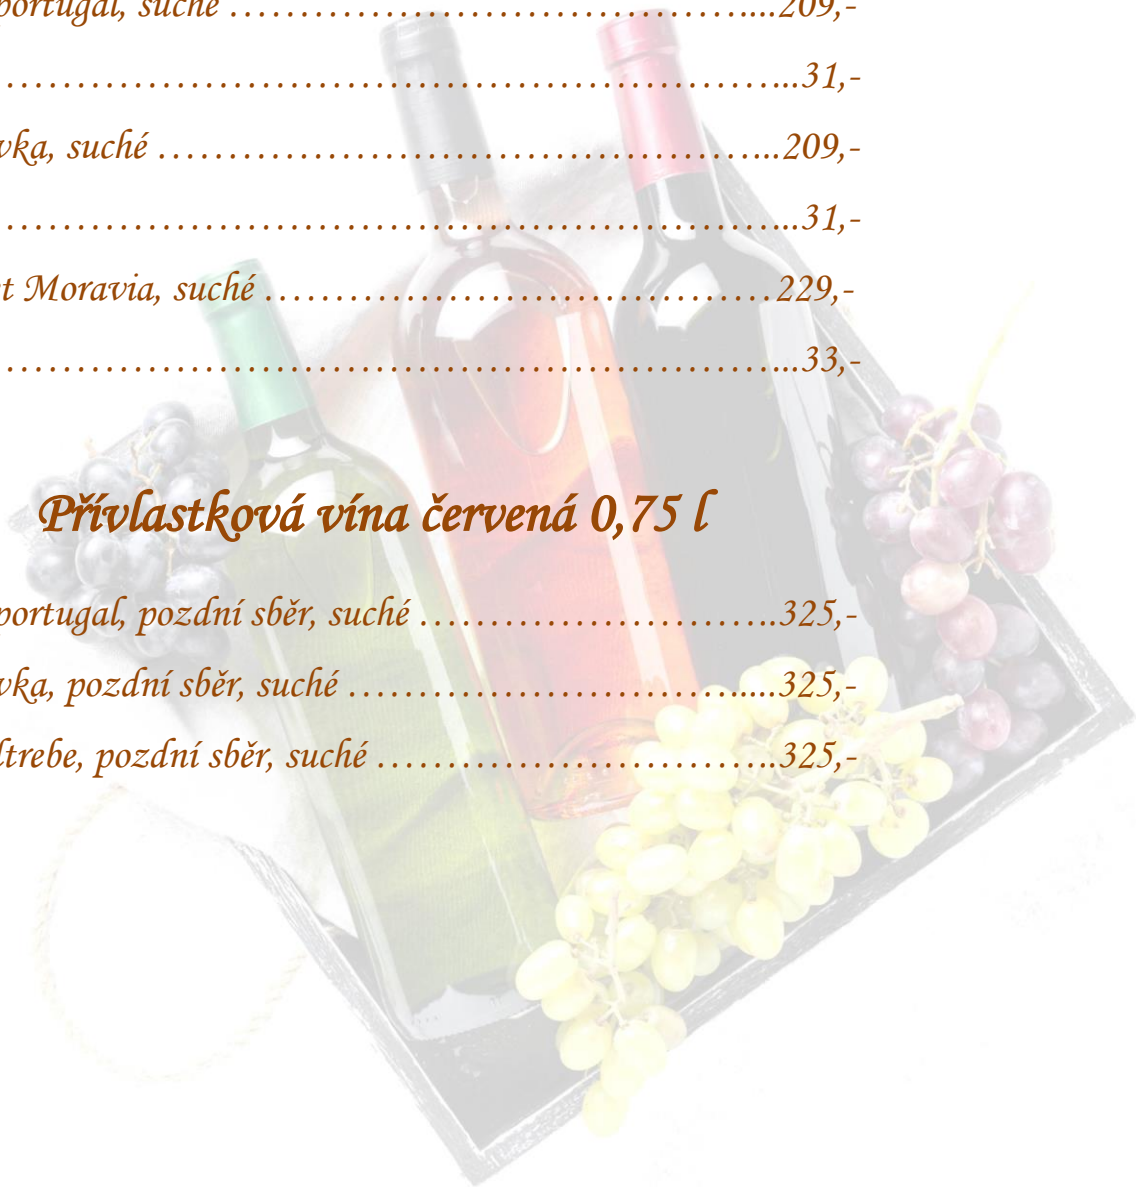 portugal, suché …………………………………………...…....209,-
……………………………………………………………………...31,-
vka, suché ……………………………………………………...209,-
……………………………………………………………………...31,-
t Moravia, suché ………………………………………………229,-
……………………………………………………………………...33,-
Přívlastková vína červená 0,75 l
portugal, pozdní sběr, suché ………………………………..325,-
vka, pozdní sběr, suché …………………………………......325,-
ltrebe, pozdní sběr, suché …………………………………..325,-